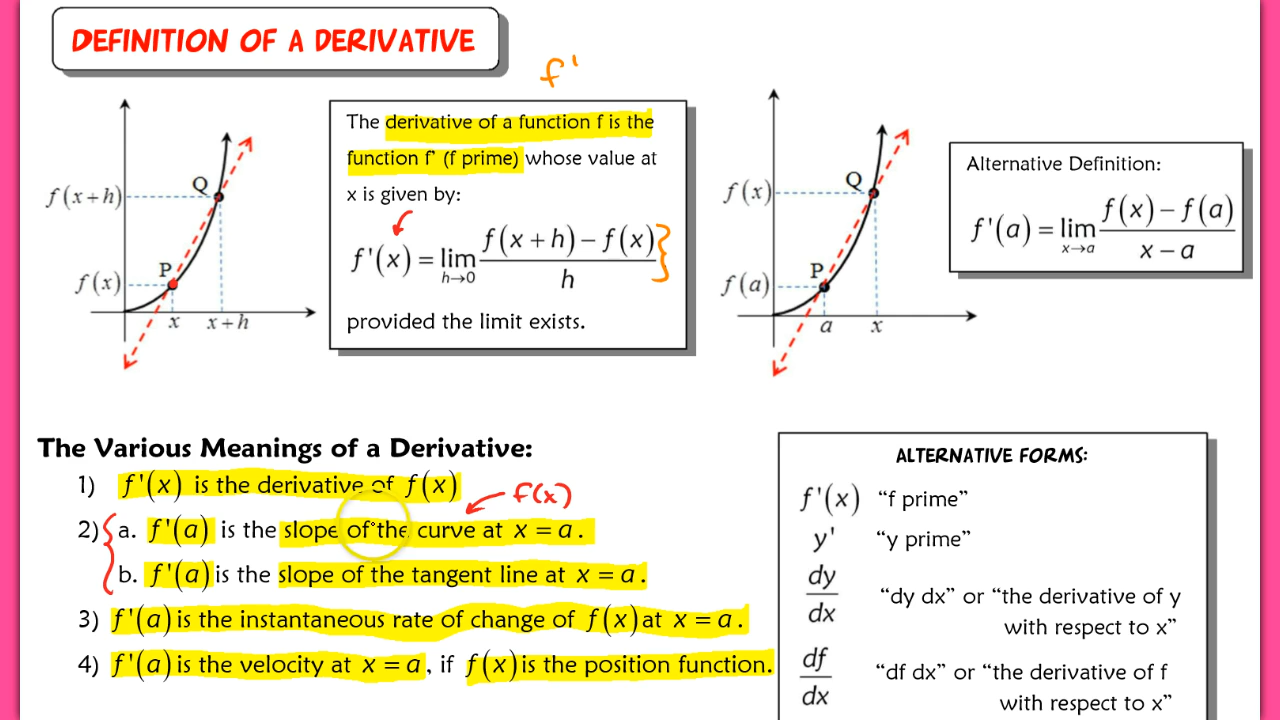 DEFINITION OF A DERIVATIVE
f'
f(x+h)
f(x)
Q
P
x
x+h
The derivative of a function f is the
function f' (f prime) whose value at
x is given by:
f'(x) = lim h→0 (f(x+h) − f(x)) / h
provided the limit exists.
f(x)
f(a)
Q
P
a
x
Alternative Definition:
f'(a) = lim x→a (f(x) − f(a)) / (x − a)
The Various Meanings of a Derivative:
1) f'(x) is the derivative of f(x)
f(x)
2) a. f'(a) is the slope of the curve at x = a.
b. f'(a) is the slope of the tangent line at x = a.
3) f'(a) is the instantaneous rate of change of f(x) at x = a.
4) f'(a) is the velocity at x = a, if f(x) is the position function.
ALTERNATIVE FORMS:
f'(x) "f prime"
y' "y prime"
dy/dx "dy dx" or "the derivative of y
with respect to x"
df/dx "df dx" or "the derivative of f
with respect to x"